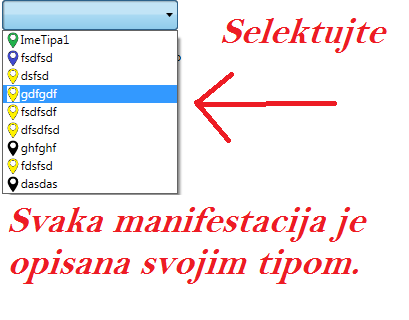 Selektujte
ImeTipa1
fsdfsd
dsfsd
gdfgdf
fsdfsdf
dfsdfsd
ghfghf
fdsfsd
dasdas
Svaka manifestacija je
opisana svojim tipom.